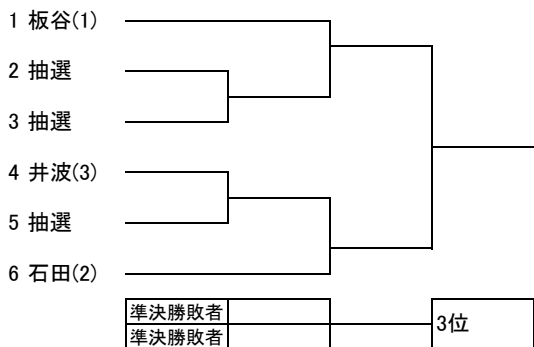 1 板谷(1)
2 抽選
3 抽選
4 井波(3)
5 抽選
6 石田(2)
準決勝敗者
準決勝敗者
3位